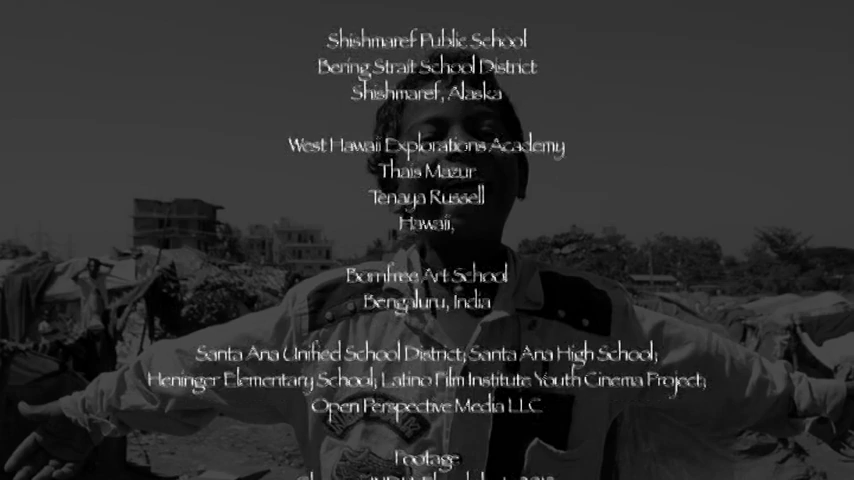 Shishmaref Public School
Bering Strait School District
Shishmaref, Alaska
West Hawaii Explorations Academy
Thais Mazur
Tenaya Russell
Hawaii,
Bornfree Art School
Bengaluru, India
Santa Ana Unified School District; Santa Ana High School;
Heninger Elementary School; Latino Film Institute Youth Cinema Project;
Open Perspective Media LLC
Footage